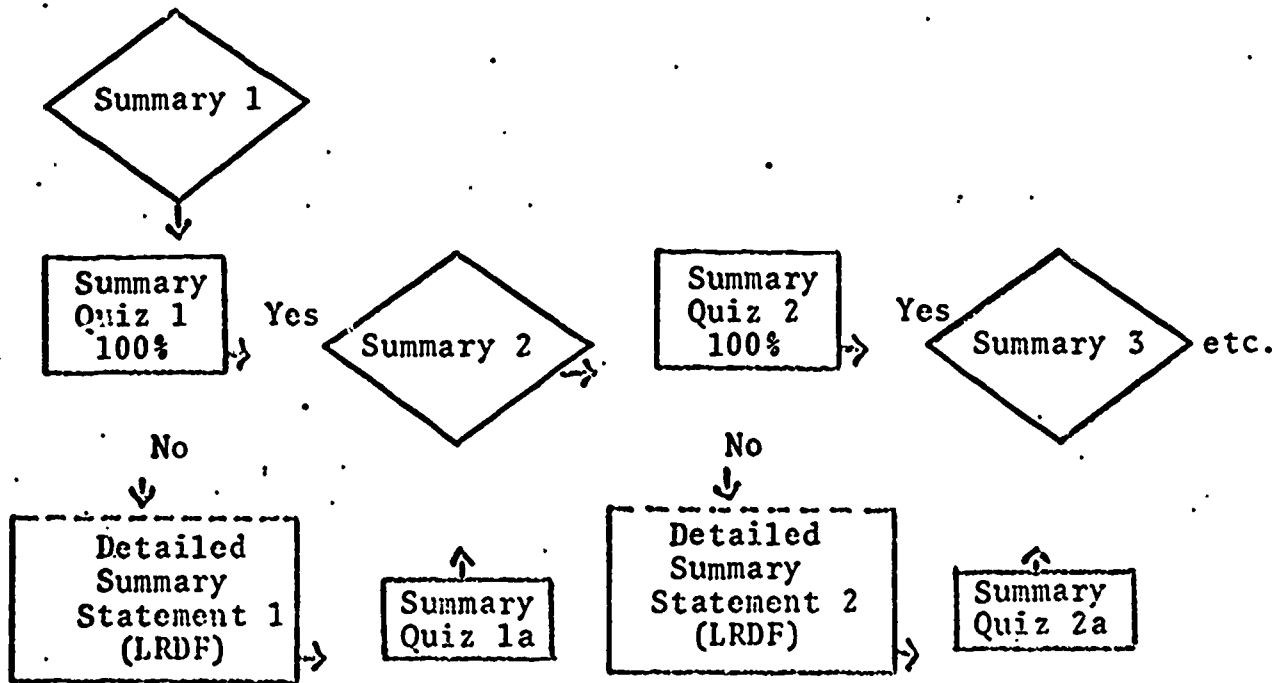 Summary 1
Summary
Quiz 1
100%
Yes
Summary 2
Summary
Quiz 2
100%
Yes
Summary 3
etc.
No
Detailed
Summary
Statement 1
(LRDF)
Summary
Quiz 1a
No
Detailed
Summary
Statement 2
(LRDF)
Summary
Quiz 2a